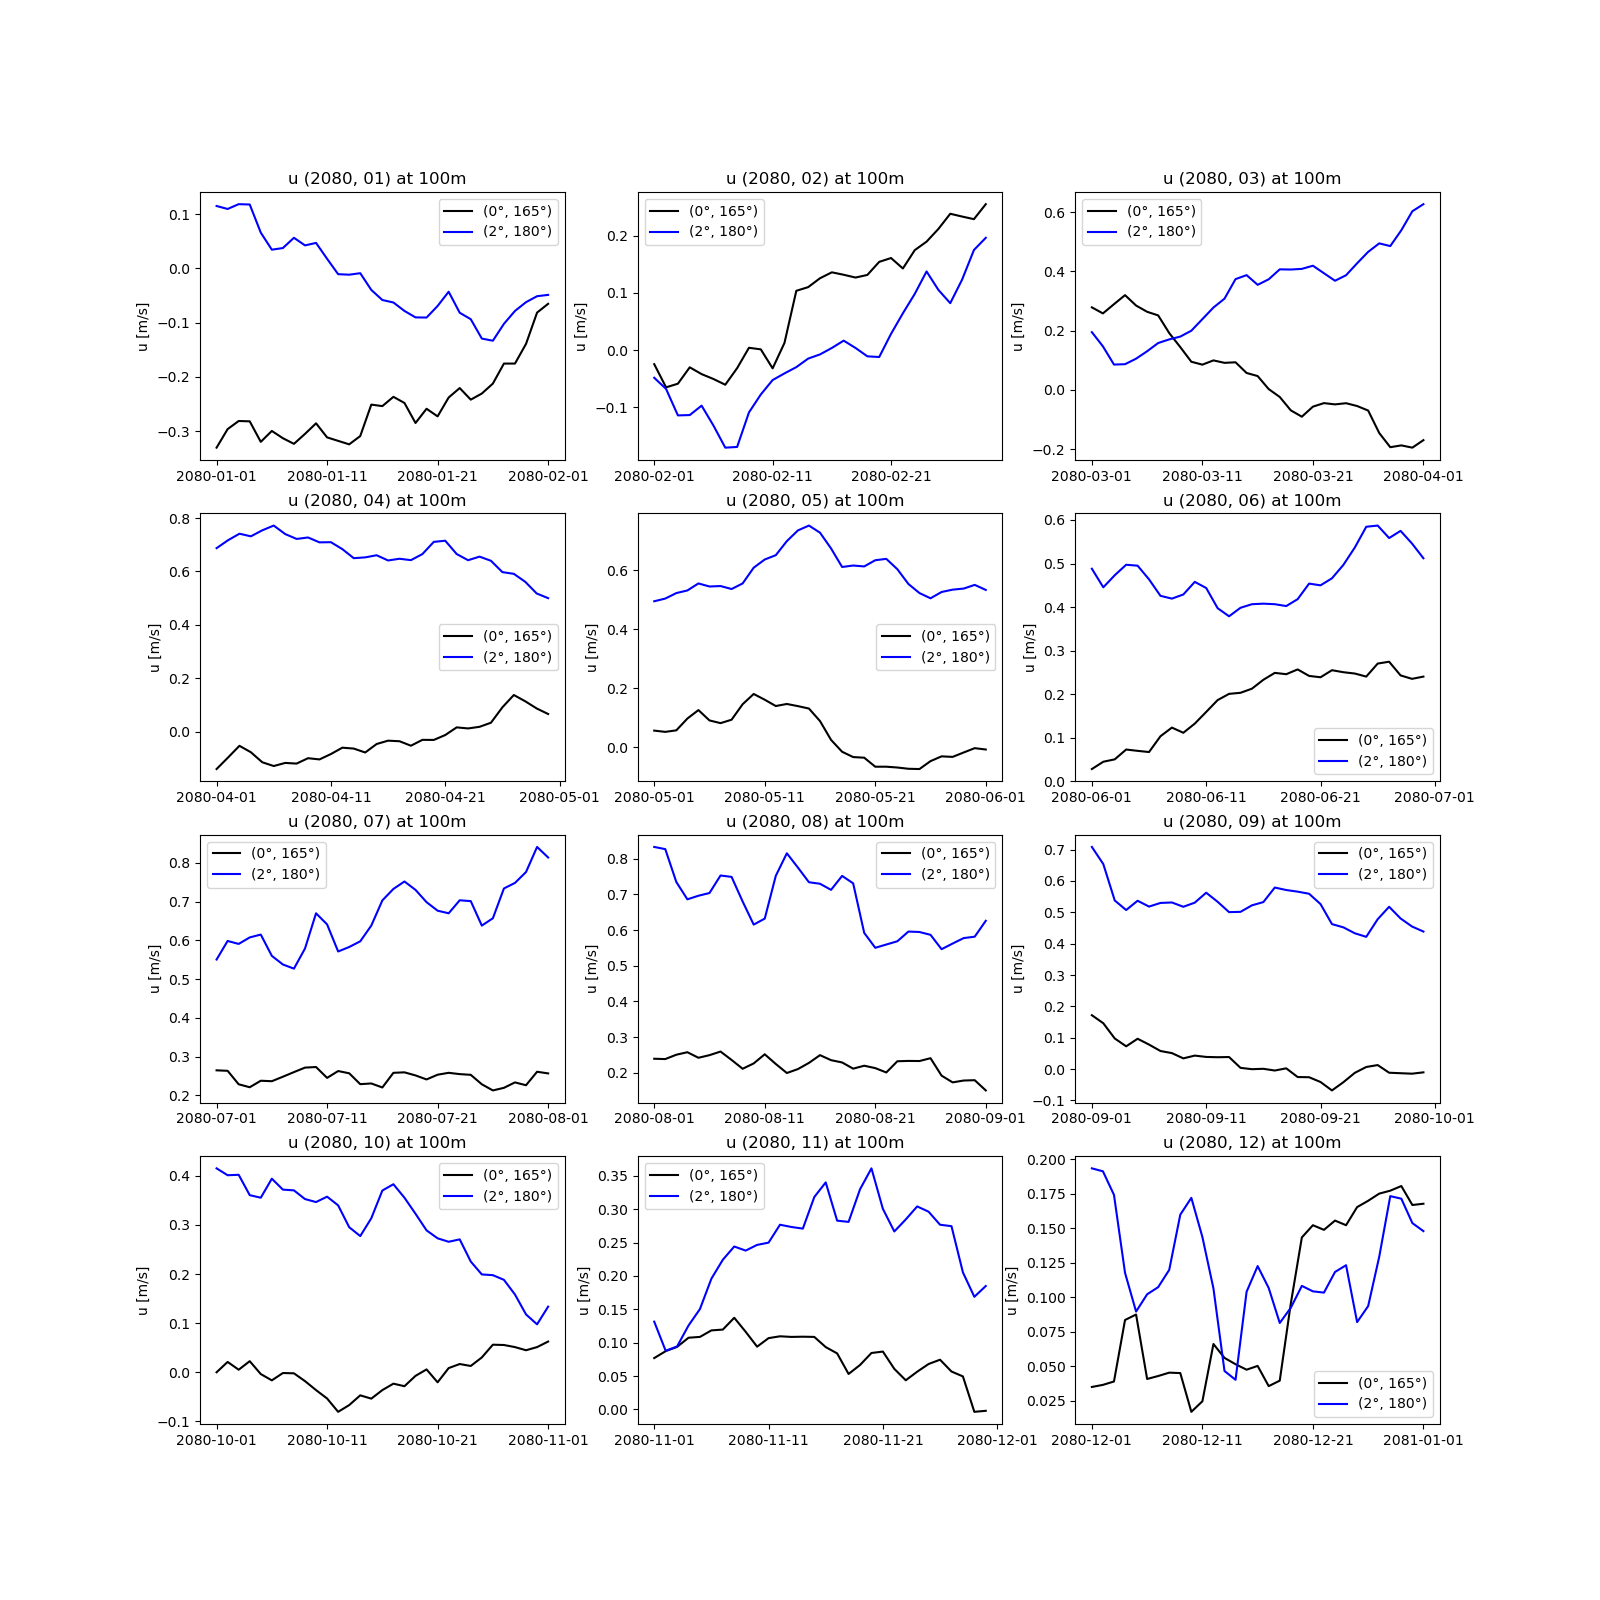 u (2080, 01) at 100m
u [m/s]
0.1
0.0
−0.1
−0.2
−0.3
(0°, 165°)
(2°, 180°)
2080-01-01 2080-01-11 2080-01-21 2080-02-01
u (2080, 02) at 100m
u [m/s]
0.2
0.1
0.0
−0.1
(0°, 165°)
(2°, 180°)
2080-02-01 2080-02-11 2080-02-21
u (2080, 03) at 100m
u [m/s]
0.6
0.4
0.2
0.0
−0.2
(0°, 165°)
(2°, 180°)
2080-03-01 2080-03-11 2080-03-21 2080-04-01
u (2080, 04) at 100m
u [m/s]
0.8
0.6
0.4
0.2
0.0
(0°, 165°)
(2°, 180°)
2080-04-01 2080-04-11 2080-04-21 2080-05-01
u (2080, 05) at 100m
u [m/s]
0.6
0.4
0.2
0.0
(0°, 165°)
(2°, 180°)
2080-05-01 2080-05-11 2080-05-21 2080-06-01
u (2080, 06) at 100m
u [m/s]
0.6
0.5
0.4
0.3
0.2
0.1
0.0
(0°, 165°)
(2°, 180°)
2080-06-01 2080-06-11 2080-06-21 2080-07-01
u (2080, 07) at 100m
u [m/s]
0.8
0.7
0.6
0.5
0.4
0.3
0.2
(0°, 165°)
(2°, 180°)
2080-07-01 2080-07-11 2080-07-21 2080-08-01
u (2080, 08) at 100m
u [m/s]
0.8
0.7
0.6
0.5
0.4
0.3
0.2
(0°, 165°)
(2°, 180°)
2080-08-01 2080-08-11 2080-08-21 2080-09-01
u (2080, 09) at 100m
u [m/s]
0.7
0.6
0.5
0.4
0.3
0.2
0.1
0.0
−0.1
(0°, 165°)
(2°, 180°)
2080-09-01 2080-09-11 2080-09-21 2080-10-01
u (2080, 10) at 100m
u [m/s]
0.4
0.3
0.2
0.1
0.0
−0.1
(0°, 165°)
(2°, 180°)
2080-10-01 2080-10-11 2080-10-21 2080-11-01
u (2080, 11) at 100m
u [m/s]
0.35
0.30
0.25
0.20
0.15
0.10
0.05
0.00
(0°, 165°)
(2°, 180°)
2080-11-01 2080-11-11 2080-11-21 2080-12-01
u (2080, 12) at 100m
u [m/s]
0.200
0.175
0.150
0.125
0.100
0.075
0.050
0.025
(0°, 165°)
(2°, 180°)
2080-12-01 2080-12-11 2080-12-21 2081-01-01